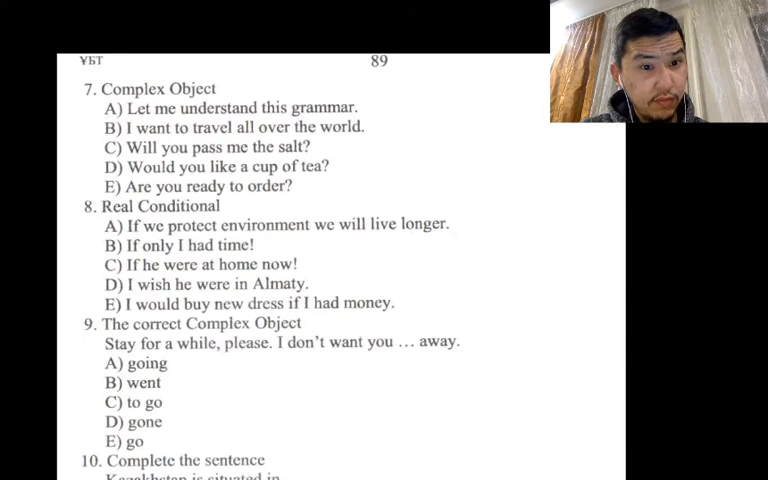 ҰБТ 89
7. Complex Object
A) Let me understand this grammar.
B) I want to travel all over the world.
C) Will you pass me the salt?
D) Would you like a cup of tea?
E) Are you ready to order?
8. Real Conditional
A) If we protect environment we will live longer.
B) If only I had time!
C) If he were at home now!
D) I wish he were in Almaty.
E) I would buy new dress if I had money.
9. The correct Complex Object
Stay for a while, please. I don't want you … away.
A) going
B) went
C) to go
D) gone
E) go
10. Complete the sentence
Kazakhstan is situated in